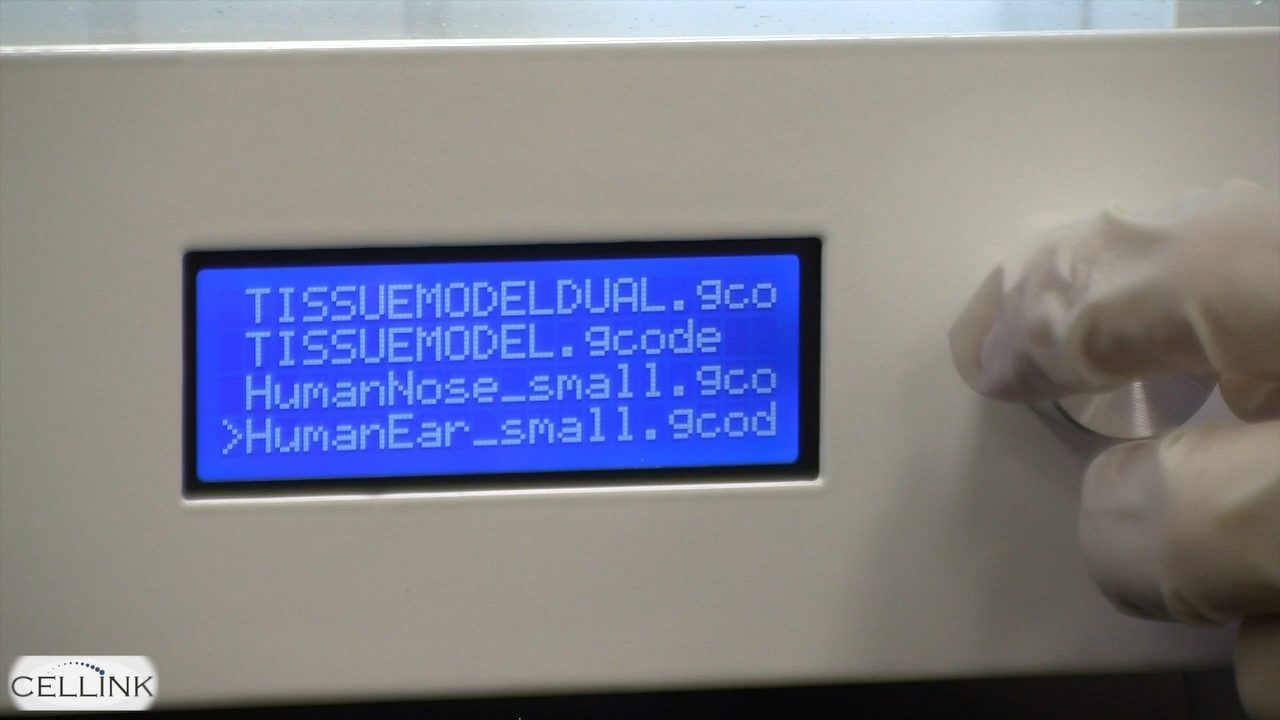 TISSUEMODELDUAL.gco
TISSUEMODEL.gcode
HumanNose_small.gco
>HumanEar_small.gcod
CELLINK